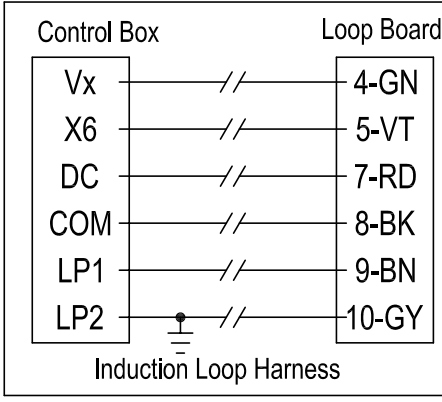 Control Box Loop Board
Vx 4-GN
X6 5-VT
DC 7-RD
COM 8-BK
LP1 9-BN
LP2 10-GY
Induction Loop Harness